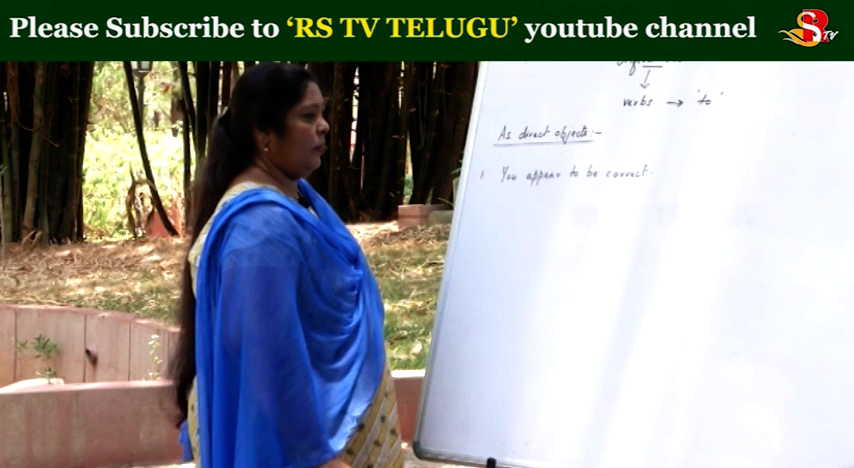 Please Subscribe to ‘RS TV TELUGU’ youtube channel
S TV
verbs → 'to'
As direct objects:-
1 You appear to be correct.